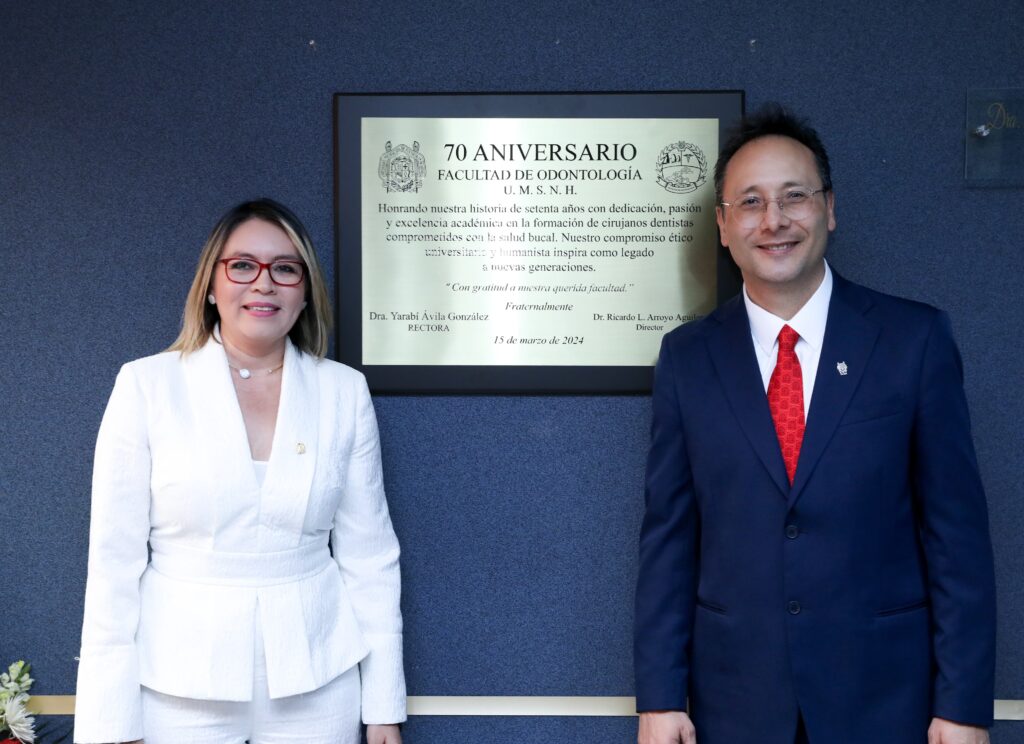 70 ANIVERSARIO
FACULTAD DE ODONTOLOGÍA
U. M. S. N. H.
Honrando nuestra historia de setenta años con dedicación, pasión
y excelencia académica en la formación de cirujanos dentistas
comprometidos con la salud bucal. Nuestro compromiso ético
universitario y humanista inspira como legado
a nuevas generaciones.
"Con gratitud a nuestra querida facultad."
Fraternalmente
Dra. Yarabí Ávila González
RECTORA
Dr. Ricardo L. Arroyo Aguilar
Director
15 de marzo de 2024
Dra.